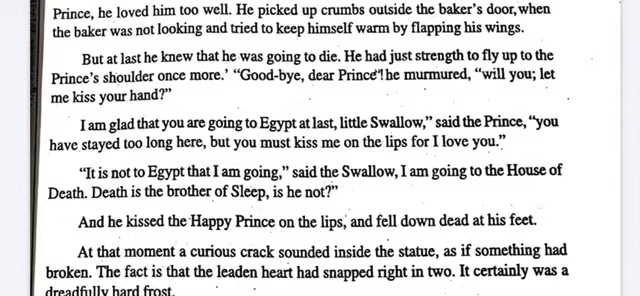 Prince, he loved him too well. He picked up crumbs outside the baker's door, when
the baker was not looking and tried to keep himself warm by flapping his wings.
But at last he knew that he was going to die. He had just strength to fly up to the
Prince's shoulder once more.' "Good-bye, dear Prince"! he murmured, "will you; let
me kiss your hand?"
I am glad that you are going to Egypt at last, little Swallow," said the Prince, "you
have stayed too long here, but you must kiss me on the lips for I love you."
"It is not to Egypt that I am going," said the Swallow, I am going to the House of
Death. Death is the brother of Sleep, is he not?"
And he kissed the Happy Prince on the lips, and fell down dead at his feet.
At that moment a curious crack sounded inside the statue, as if something had
broken. The fact is that the leaden heart had snapped right in two. It certainly was a
dreadfully hard frost.